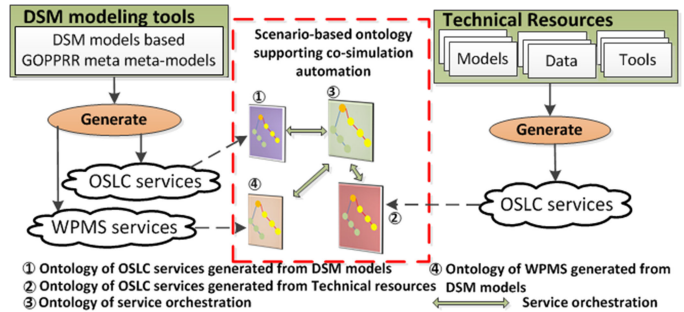 DSM modeling tools
DSM models based
GOPPRR meta meta-models
Generate
OSLC services
WPMS services
Scenario-based ontology
supporting co-simulation
automation
①
③
④
②
Technical Resources
Models
Data
Tools
Generate
OSLC services
① Ontology of OSLC services generated from DSM models
② Ontology of OSLC services generated from Technical resources
③ Ontology of service orchestration
④ Ontology of WPMS generated from
DSM models
Service orchestration